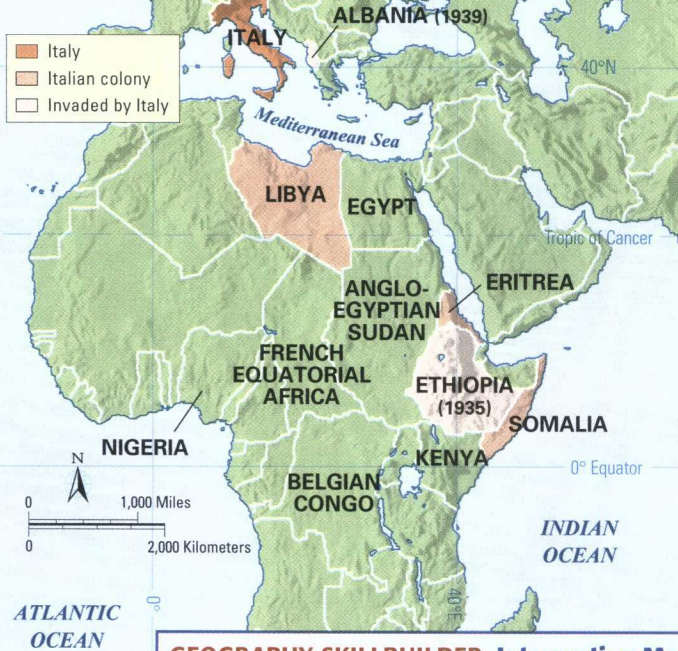 ALBANIA (1939)
ITALY
Italy
Italian colony
Invaded by Italy
40°N
Mediterranean Sea
LIBYA
EGYPT
Tropic of Cancer
ERITREA
ANGLO-
EGYPTIAN
SUDAN
FRENCH
EQUATORIAL
AFRICA
ETHIOPIA
(1935)
SOMALIA
NIGERIA
KENYA
N
0° Equator
BELGIAN
CONGO
0 1,000 Miles
0 2,000 Kilometers
INDIAN
OCEAN
0°
40°E
ATLANTIC
OCEAN
GEOGRAPHY SKILLBUILDER: